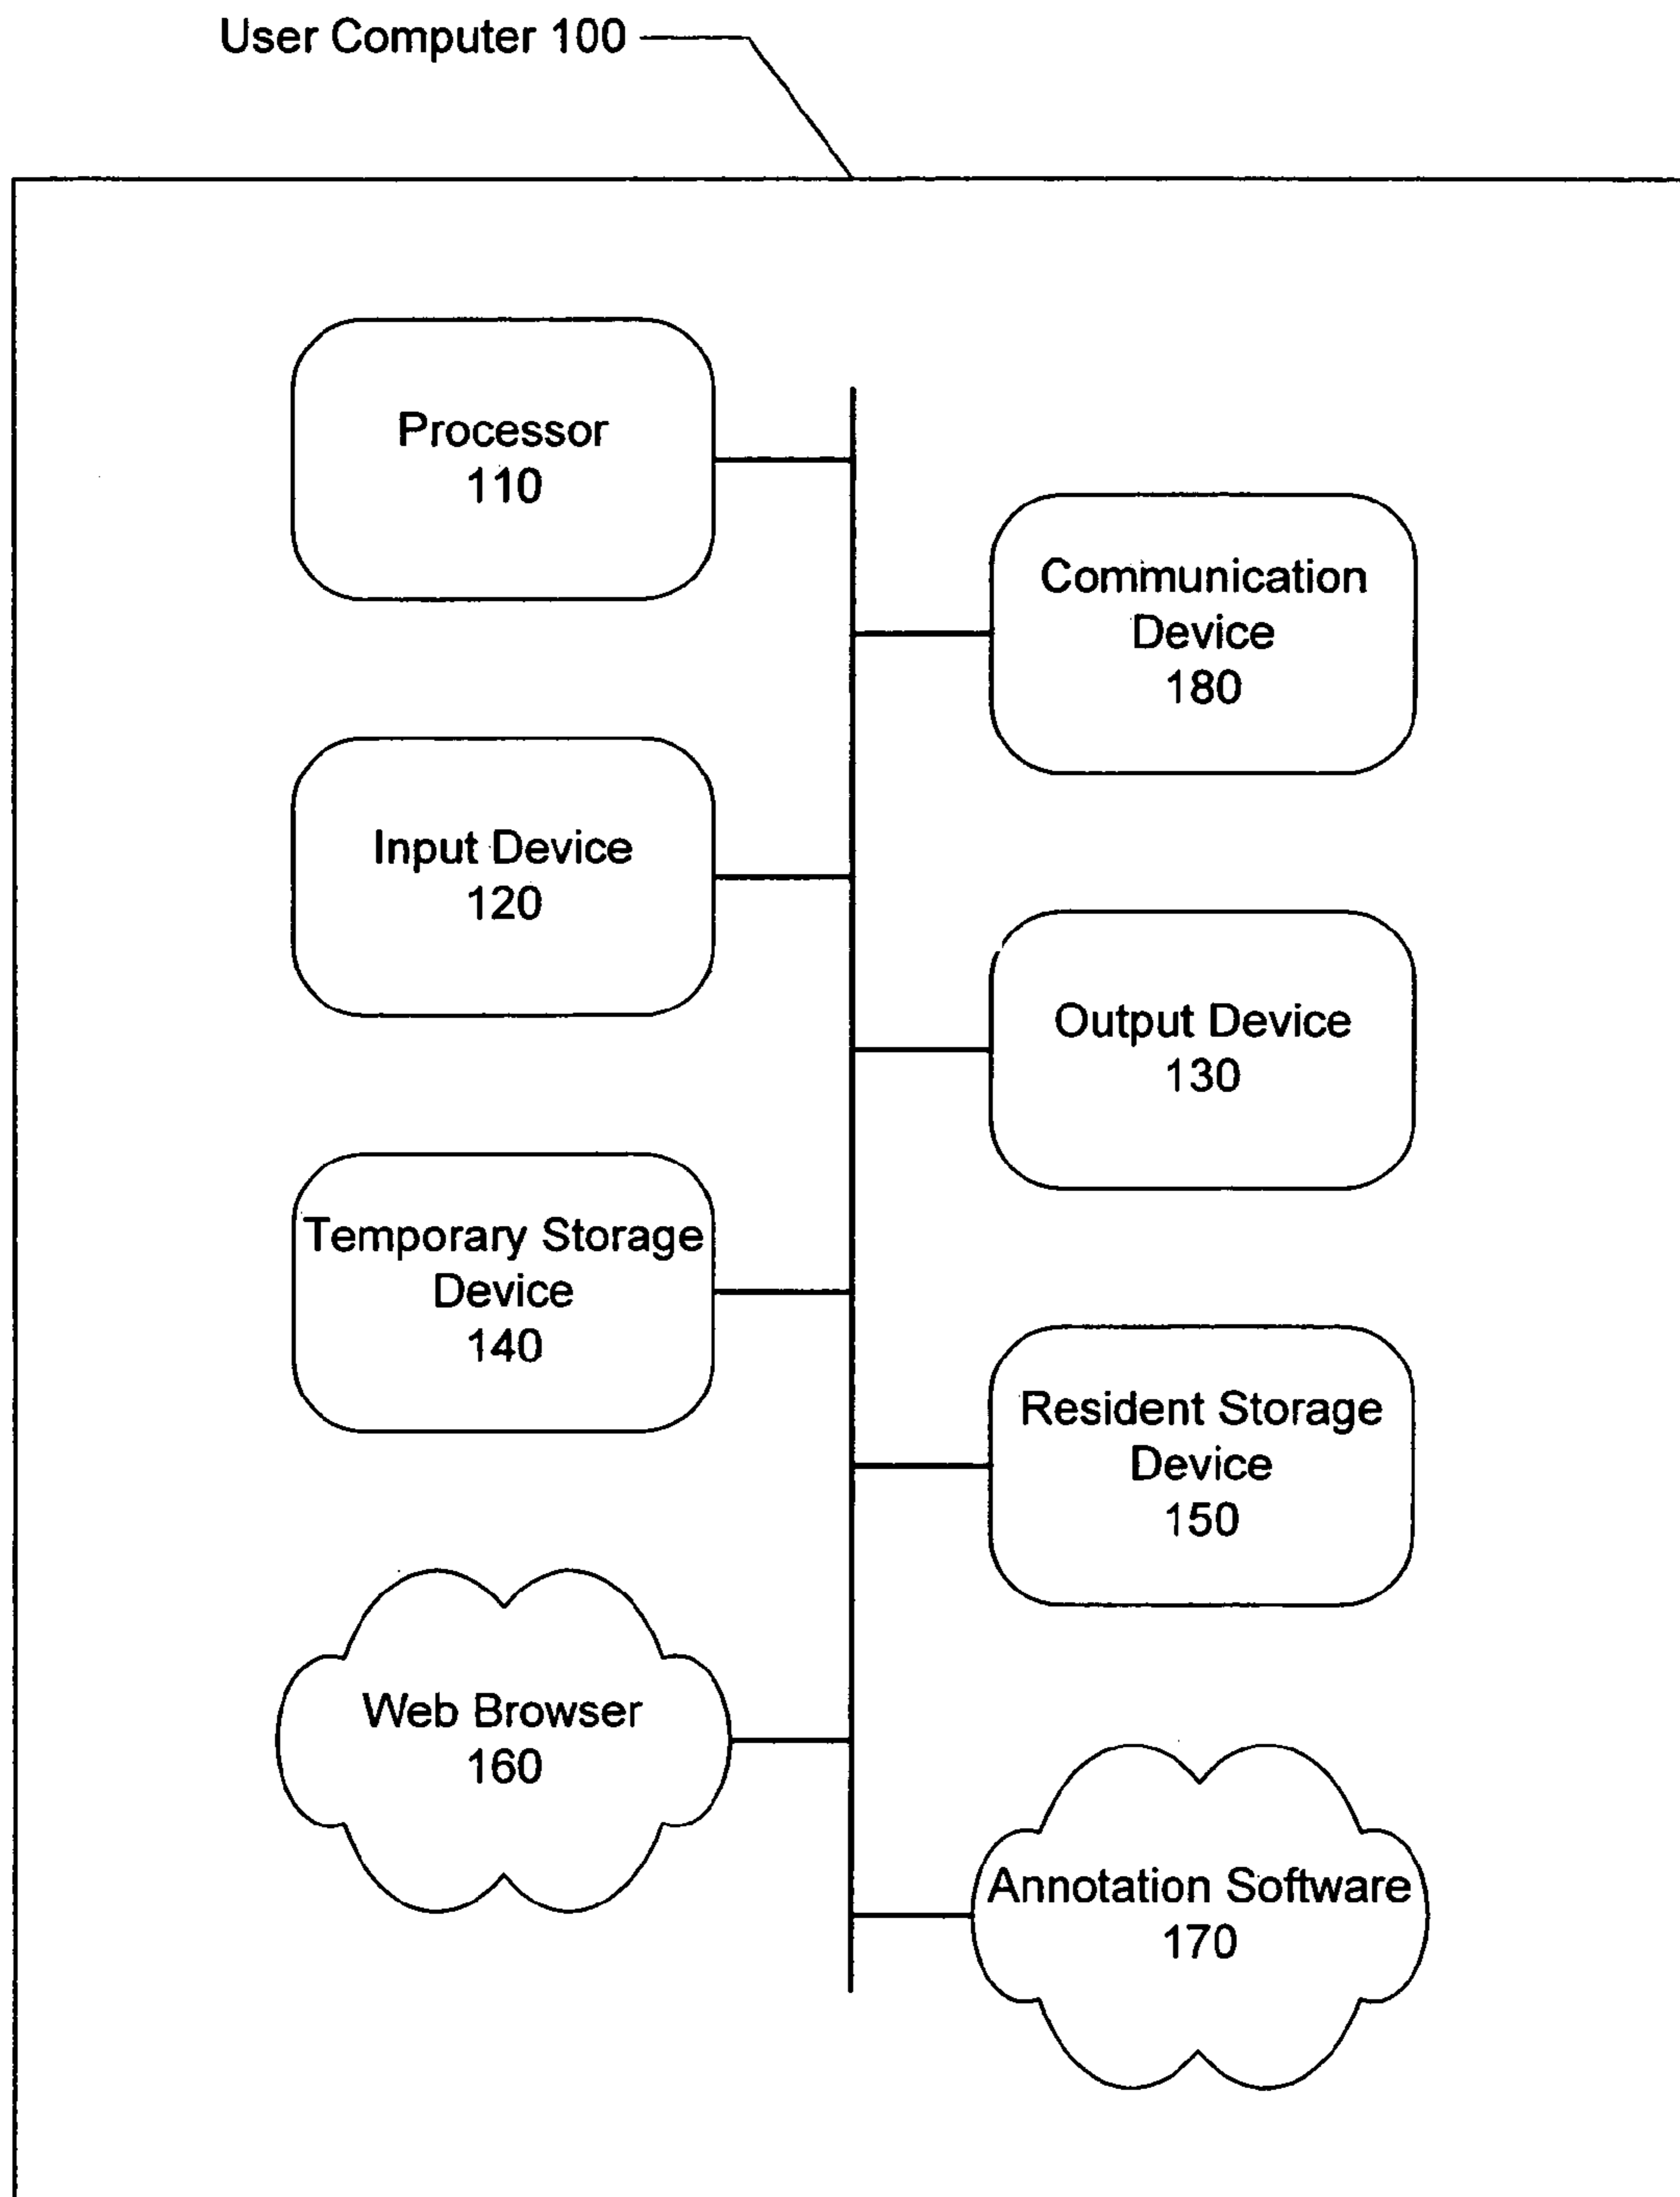 User Computer 100
Processor
110
Communication
Device
180
Input Device
120
Output Device
130
Temporary Storage
Device
140
Resident Storage
Device
150
Web Browser
160
Annotation Software
170